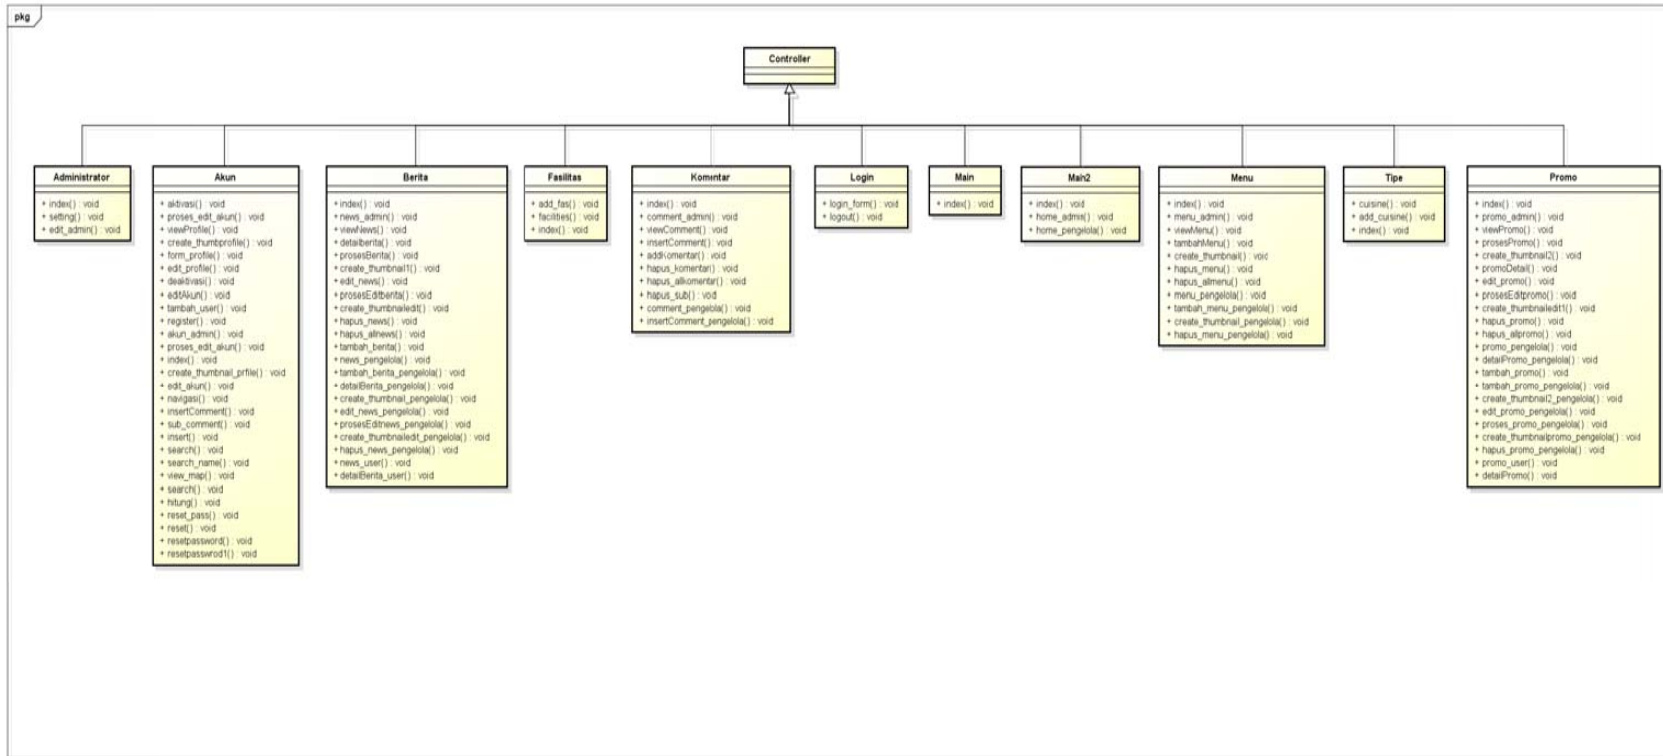 pkg
Controller
Administrator
+ index() : void
+ setting() : void
+ edit_admin() : void
Akun
+ aktivasi() : void
+ proses_edit_akun() : void
+ viewProfile() : void
+ create_thumbprofile() : void
+ form_profile() : void
+ edit_profile() : void
+ deaktivasi() : void
+ editAkun() : void
+ tambah_user() : void
+ register() : void
+ akun_admin() : void
+ proses_edit_akun() : void
+ index() : void
+ create_thumbnail_prfile() : void
+ edit_akun() : void
+ navigasi() : void
+ insertComment() : void
+ sub_comment() : void
+ insert() : void
+ search() : void
+ search_name() : void
+ view_map() : void
+ search() : void
+ hitung() : void
+ reset_pass() : void
+ reset() : void
+ resetpassword() : void
+ resetpasswrod1() : void
Berita
+ index() : void
+ news_admin() : void
+ viewNews() : void
+ detailberita() : void
+ prosesBerita() : void
+ create_thumbnail1() : void
+ edit_news() : void
+ prosesEditberita() : void
+ create_thumbnailedit() : void
+ hapus_news() : void
+ hapus_allnews() : void
+ tambah_berita() : void
+ news_pengelola() : void
+ tambah_berita_pengelola() : void
+ detailBerita_pengelola() : void
+ create_thumbnail_pengelola() : void
+ edit_news_pengelola() : void
+ prosesEditnews_pengelola() : void
+ create_thumbnailedit_pengelola() : void
+ hapus_news_pengelola() : void
+ news_user() : void
+ detailBerita_user() : void
Fasilitas
+ add_fas() : void
+ facilities() : void
+ index() : void
Komentar
+ index() : void
+ comment_admin() : void
+ viewComment() : void
+ insertComment() : void
+ addKomentar() : void
+ hapus_komentar() : void
+ hapus_allkomentar() : void
+ hapus_sub() : void
+ comment_pengelola() : void
+ insertComment_pengelola() : void
Login
+ login_form() : void
+ logout() : void
Main
+ index() : void
Main2
+ index() : void
+ home_admin() : void
+ home_pengelola() : void
Menu
+ index() : void
+ menu_admin() : void
+ viewMenu() : void
+ tambahMenu() : void
+ create_thumbnail() : void
+ hapus_menu() : void
+ hapus_allmenu() : void
+ menu_pengelola() : void
+ tambah_menu_pengelola() : void
+ create_thumbnail_pengelola() : void
+ hapus_menu_pengelola() : void
Tipe
+ cuisine() : void
+ add_cuisine() : void
+ index() : void
Promo
+ index() : void
+ promo_admin() : void
+ viewPromo() : void
+ prosesPromo() : void
+ create_thumbnail2() : void
+ promoDetail() : void
+ edit_promo() : void
+ prosesEditpromo() : void
+ create_thumbnailedit1() : void
+ hapus_promo() : void
+ hapus_allpromo() : void
+ promo_pengelola() : void
+ detailPromo_pengelola() : void
+ tambah_promo() : void
+ tambah_promo_pengelola() : void
+ create_thumbnail2_pengelola() : void
+ edit_promo_pengelola() : void
+ proses_promo_pengelola() : void
+ create_thumbnailpromo_pengelola() : void
+ hapus_promo_pengelola() : void
+ promo_user() : void
+ detailPromo() : void